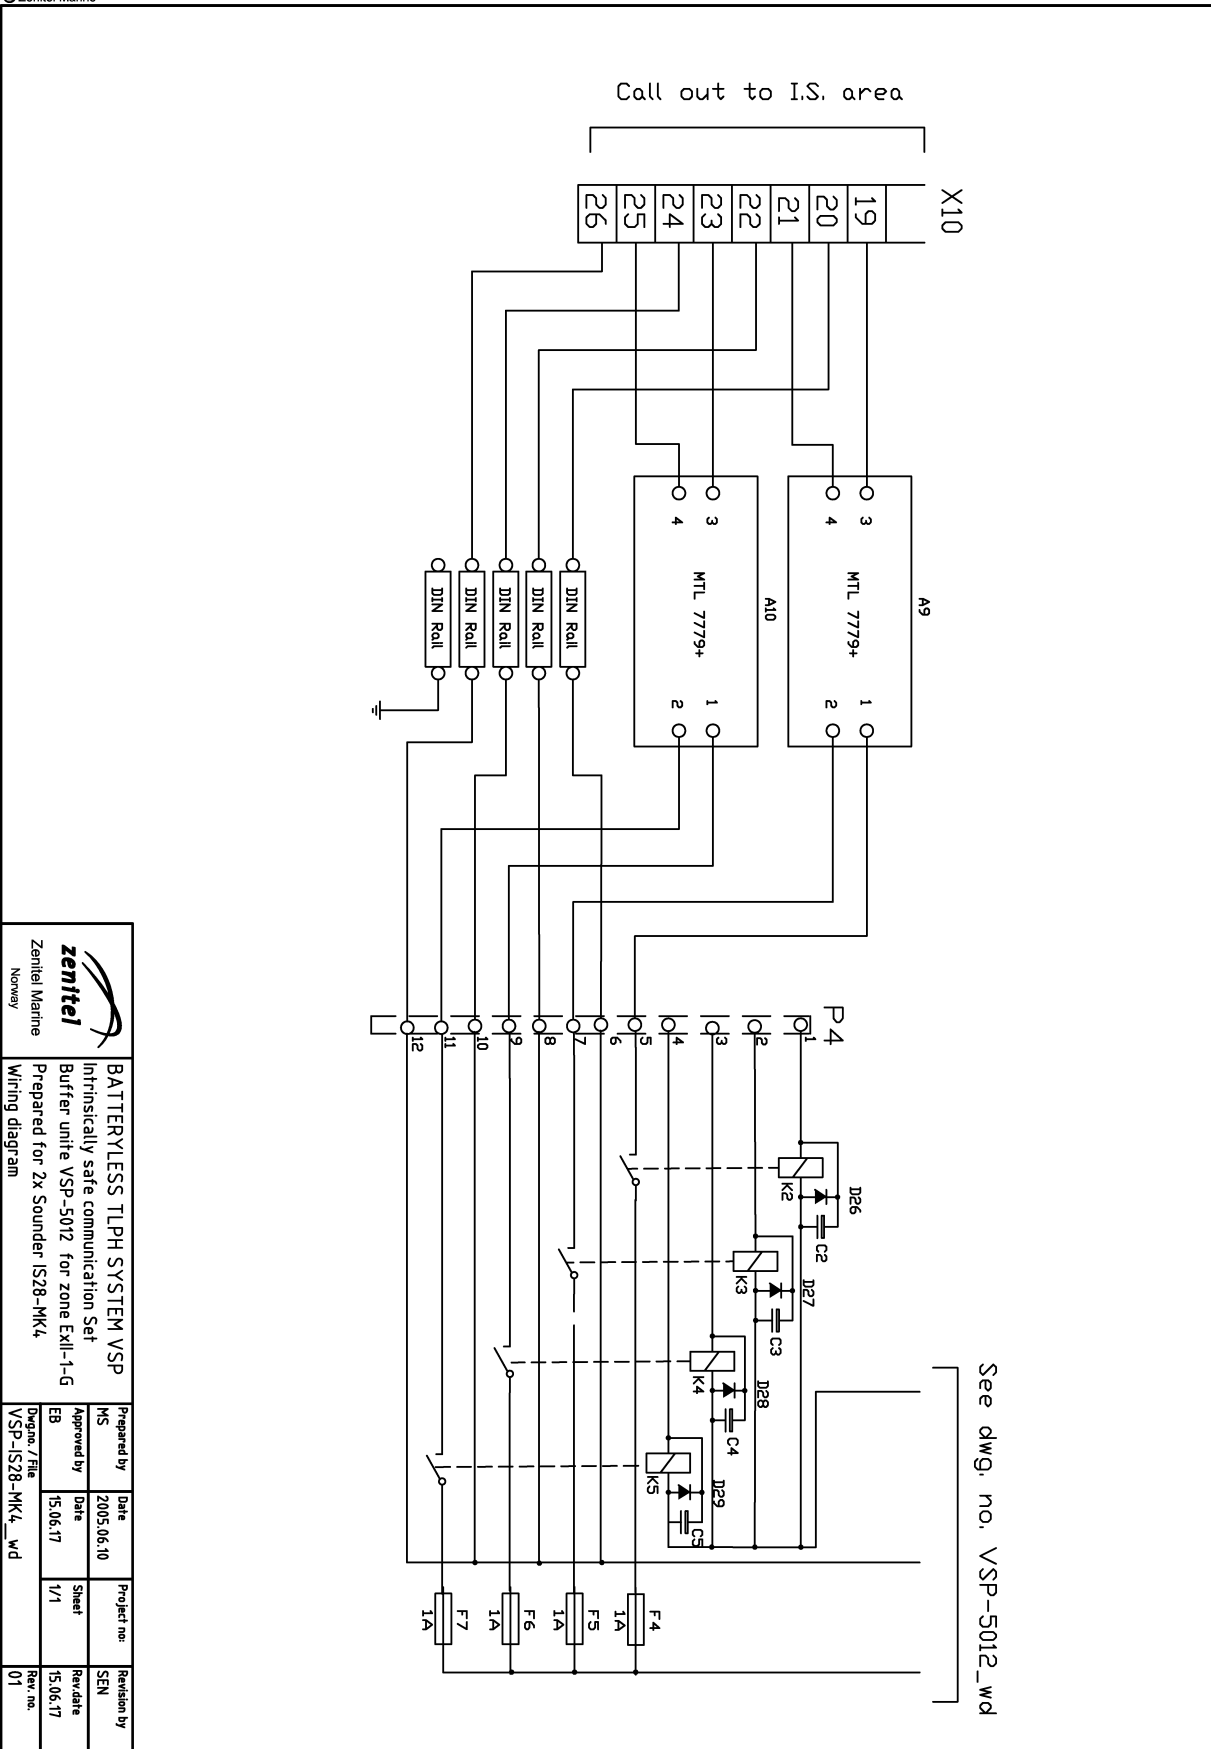 © Zenitel Marine
Call out to I.S. area
X10
19
20
21
22
23
24
25
26
A9
MTL 7779+
3
4
1
2
A10
MTL 7779+
3
4
1
2
DIN Rail
DIN Rail
DIN Rail
DIN Rail
DIN Rail
P4
1
2
3
4
5
6
7
8
9
10
11
12
K2
D26
C2
K3
D27
C3
K4
D28
C4
K5
D29
C5
See dwg. no. VSP-5012_wd
F4
1A
F5
1A
F6
1A
F7
1A
zenitel
Zenitel Marine
Norway
BATTERYLESS TLPH SYSTEM VSP
Intrinsically safe communication Set
Buffer unite VSP-5012 for zone ExII-1-G
Prepared for 2x Sounder IS28-MK4
Wiring diagram
Prepared by
MS
Date
2005.06.10
Project no:
Revision by
SEN
Approved by
EB
Date
15.06.17
Sheet
1/1
Rev.date
15.06.17
Dwg.no. / File
VSP-IS28-MK4_wd
Rev. no.
01